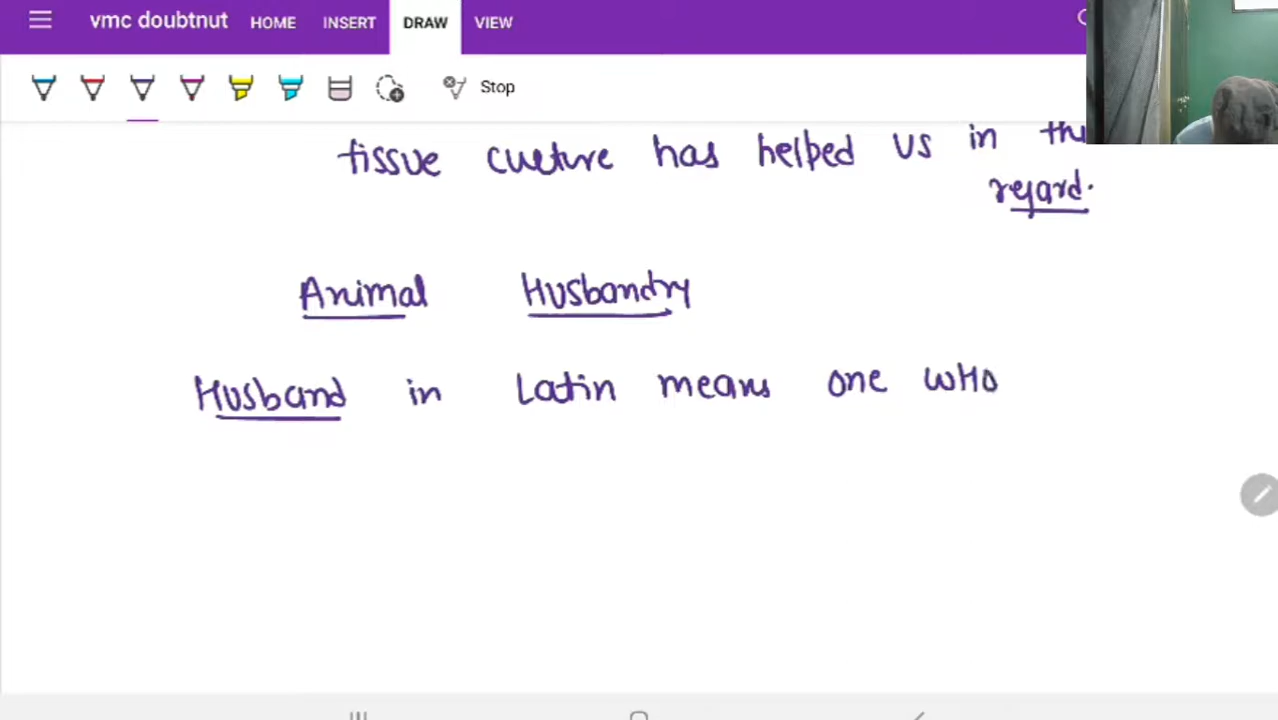 vmc doubtnut HOME INSERT DRAW VIEW
Stop
tissue culture has helped us in
regard.
Animal Husbandry
Husband in Latin means one who